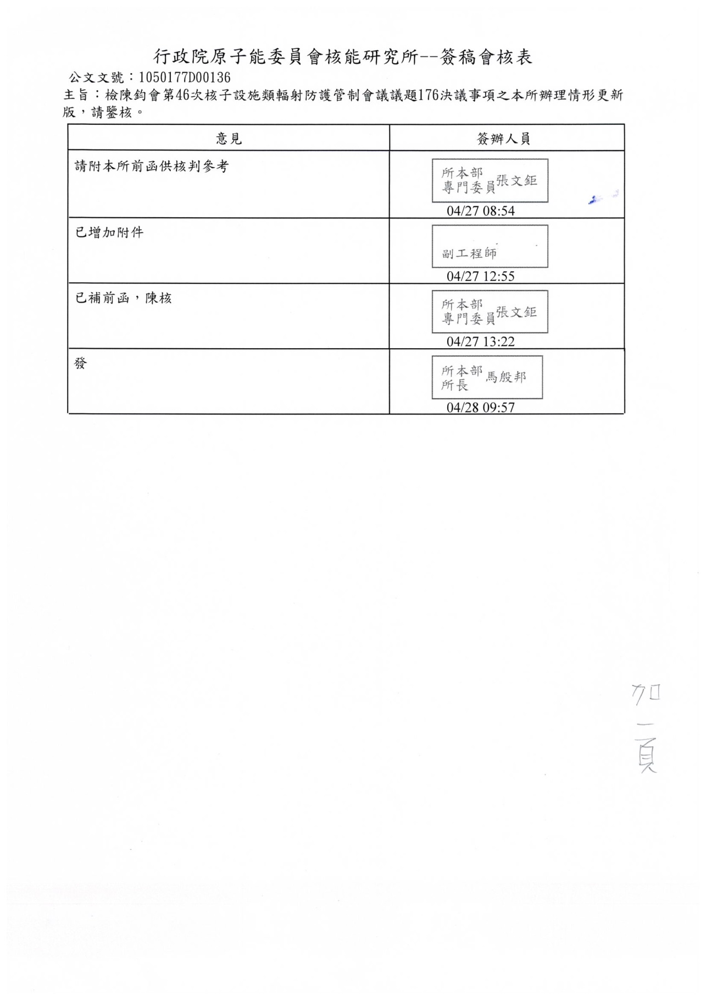 行政院原子能委員會核能研究所--簽稿會核表
公文文號：1050177D00136
主旨：檢陳鈞會第46次核子設施類輻射防護管制會議議題176決議事項之本所辦理情形更新
版，請鑒核。
意見
簽辦人員
請附本所前函供核判參考
所本部
專門委員張文鉅
04/27 08:54
已增加附件
副工程師
04/27 12:55
已補前函，陳核
所本部
專門委員張文鉅
04/27 13:22
發
所本部
所長 馬殷邦
04/28 09:57
加一頁